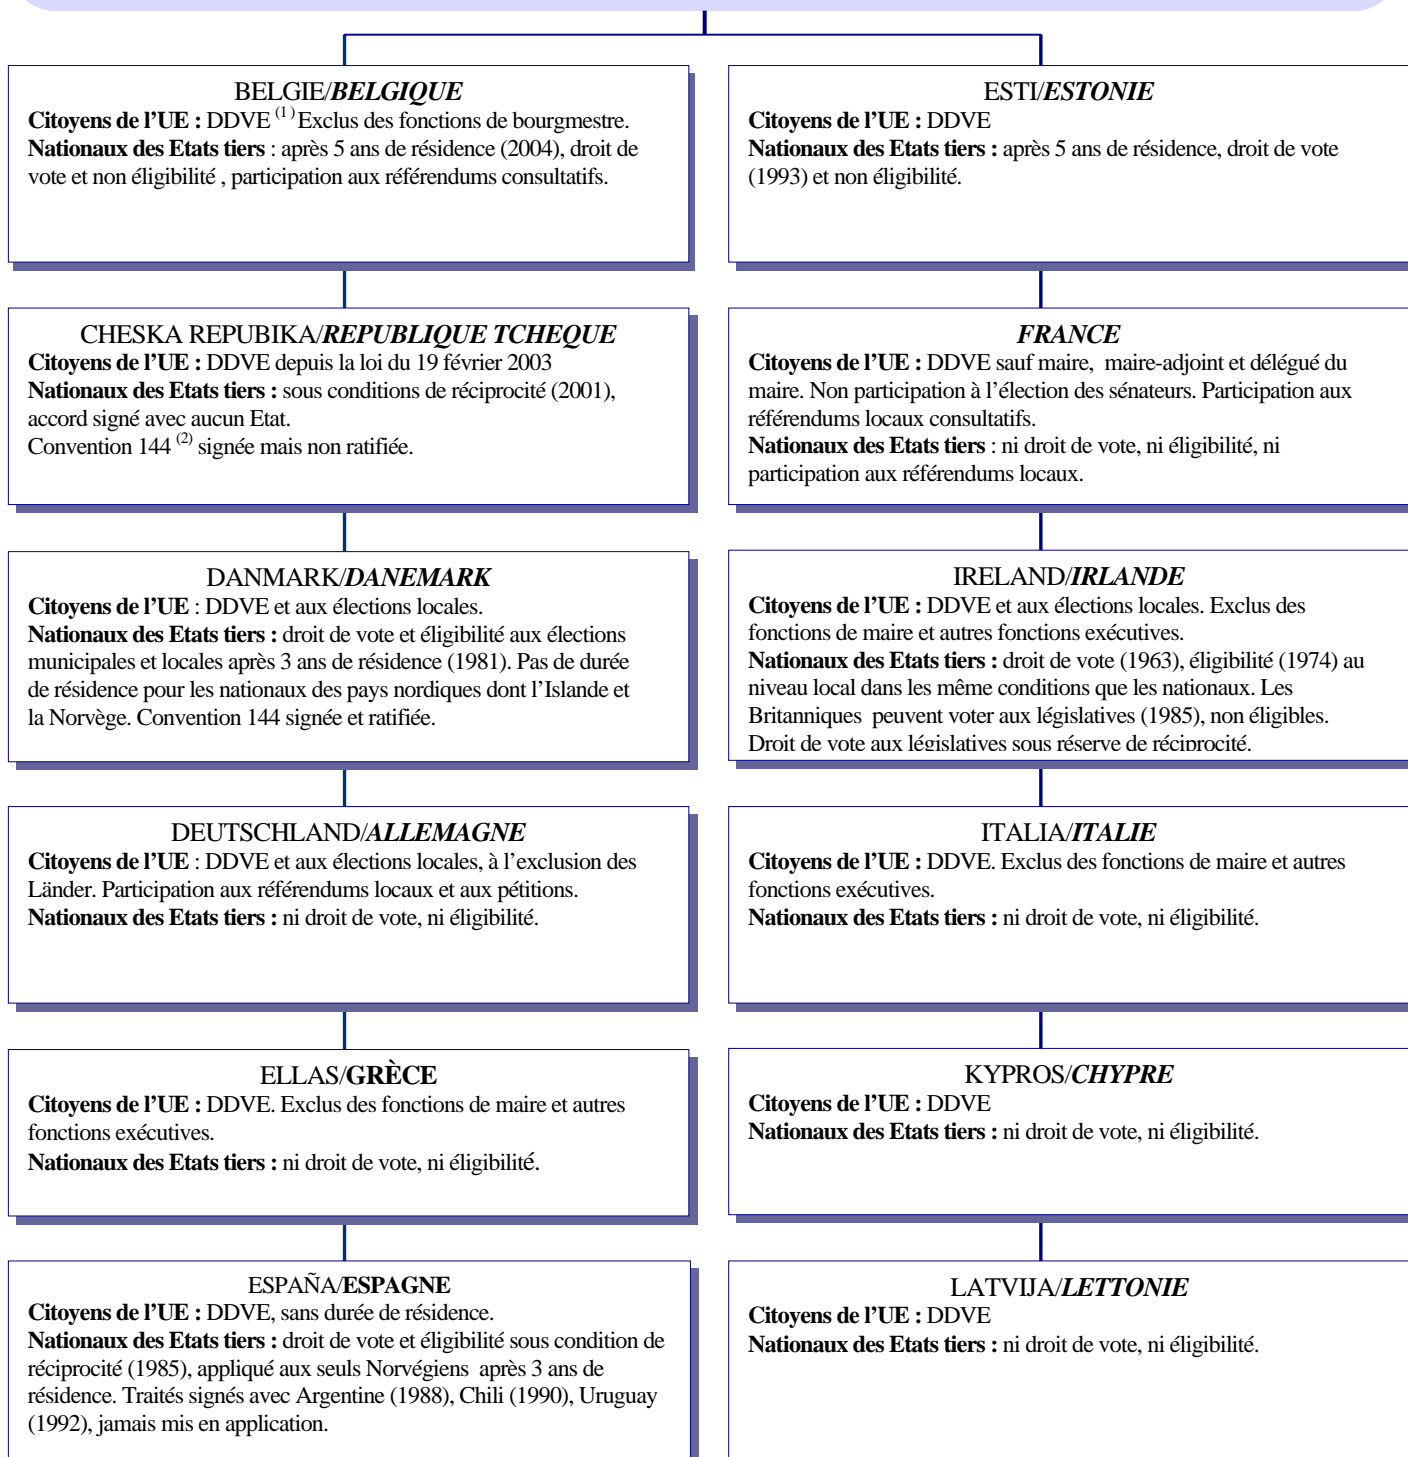 BELGIE/BELGIQUE
Citoyens de l’UE : DDVE (1) Exclus des fonctions de bourgmestre.
Nationaux des Etats tiers : après 5 ans de résidence (2004), droit de
vote et non éligibilité , participation aux référendums consultatifs.
CHESKA REPUBIKA/REPUBLIQUE TCHEQUE
Citoyens de l’UE : DDVE depuis la loi du 19 février 2003
Nationaux des Etats tiers : sous conditions de réciprocité (2001),
accord signé avec aucun Etat.
Convention 144 (2) signée mais non ratifiée.
DANMARK/DANEMARK
Citoyens de l’UE : DDVE et aux élections locales.
Nationaux des Etats tiers : droit de vote et éligibilité aux élections
municipales et locales après 3 ans de résidence (1981). Pas de durée
de résidence pour les nationaux des pays nordiques dont l’Islande et
la Norvège. Convention 144 signée et ratifiée.
DEUTSCHLAND/ALLEMAGNE
Citoyens de l’UE : DDVE et aux élections locales, à l’exclusion des
Länder. Participation aux référendums locaux et aux pétitions.
Nationaux des Etats tiers : ni droit de vote, ni éligibilité.
ELLAS/GRÈCE
Citoyens de l’UE : DDVE. Exclus des fonctions de maire et autres
fonctions exécutives.
Nationaux des Etats tiers : ni droit de vote, ni éligibilité.
ESPAÑA/ESPAGNE
Citoyens de l’UE : DDVE, sans durée de résidence.
Nationaux des Etats tiers : droit de vote et éligibilité sous condition de
réciprocité (1985), appliqué aux seuls Norvégiens après 3 ans de
résidence. Traités signés avec Argentine (1988), Chili (1990), Uruguay
(1992), jamais mis en application.
ESTI/ESTONIE
Citoyens de l’UE : DDVE
Nationaux des Etats tiers : après 5 ans de résidence, droit de vote
(1993) et non éligibilité.
FRANCE
Citoyens de l’UE : DDVE sauf maire, maire-adjoint et délégué du
maire. Non participation à l’élection des sénateurs. Participation aux
référendums locaux consultatifs.
Nationaux des Etats tiers : ni droit de vote, ni éligibilité, ni
participation aux référendums locaux.
IRELAND/IRLANDE
Citoyens de l’UE : DDVE et aux élections locales. Exclus des
fonctions de maire et autres fonctions exécutives.
Nationaux des Etats tiers : droit de vote (1963), éligibilité (1974) au
niveau local dans les même conditions que les nationaux. Les
Britanniques peuvent voter aux législatives (1985), non éligibles.
Droit de vote aux législatives sous réserve de réciprocité.
ITALIA/ITALIE
Citoyens de l’UE : DDVE. Exclus des fonctions de maire et autres
fonctions exécutives.
Nationaux des Etats tiers : ni droit de vote, ni éligibilité.
KYPROS/CHYPRE
Citoyens de l’UE : DDVE
Nationaux des Etats tiers : ni droit de vote, ni éligibilité.
LATVIJA/LETTONIE
Citoyens de l’UE : DDVE
Nationaux des Etats tiers : ni droit de vote, ni éligibilité.